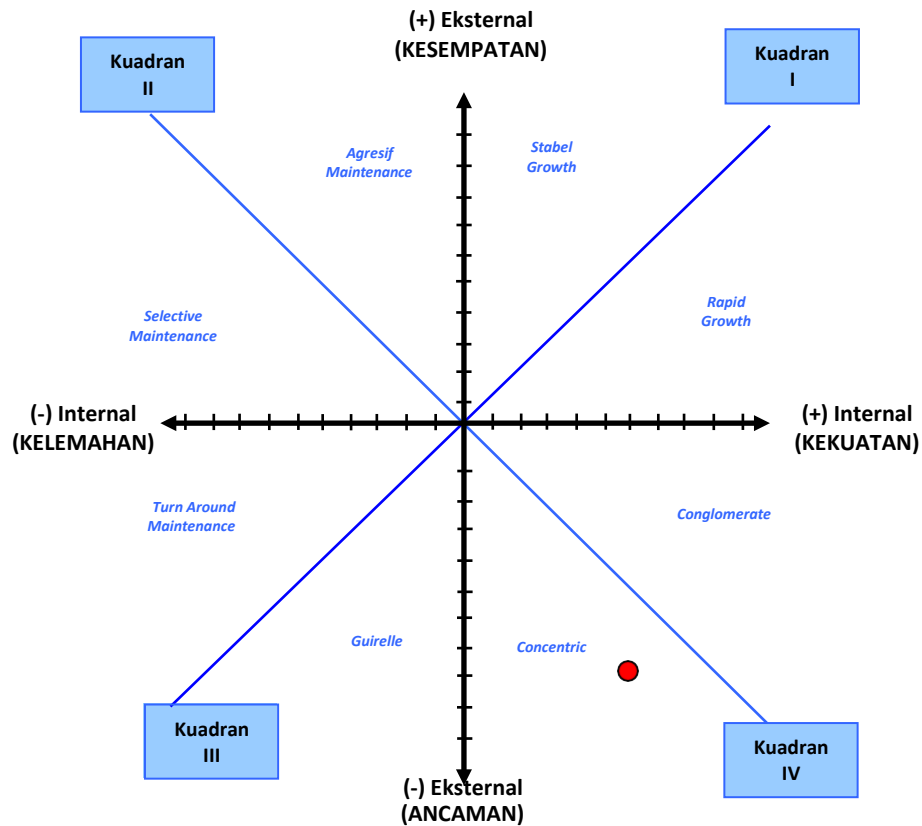 (+) Eksternal
(KESEMPATAN)
Kuadran
II
Kuadran
I
Agresif
Maintenance
Stabel
Growth
Selective
Maintenance
Rapid
Growth
(-) Internal
(KELEMAHAN)
(+) Internal
(KEKUATAN)
Turn Around
Maintenance
Conglomerate
Guirelle
Concentric
Kuadran
III
Kuadran
IV
(-) Eksternal
(ANCAMAN)